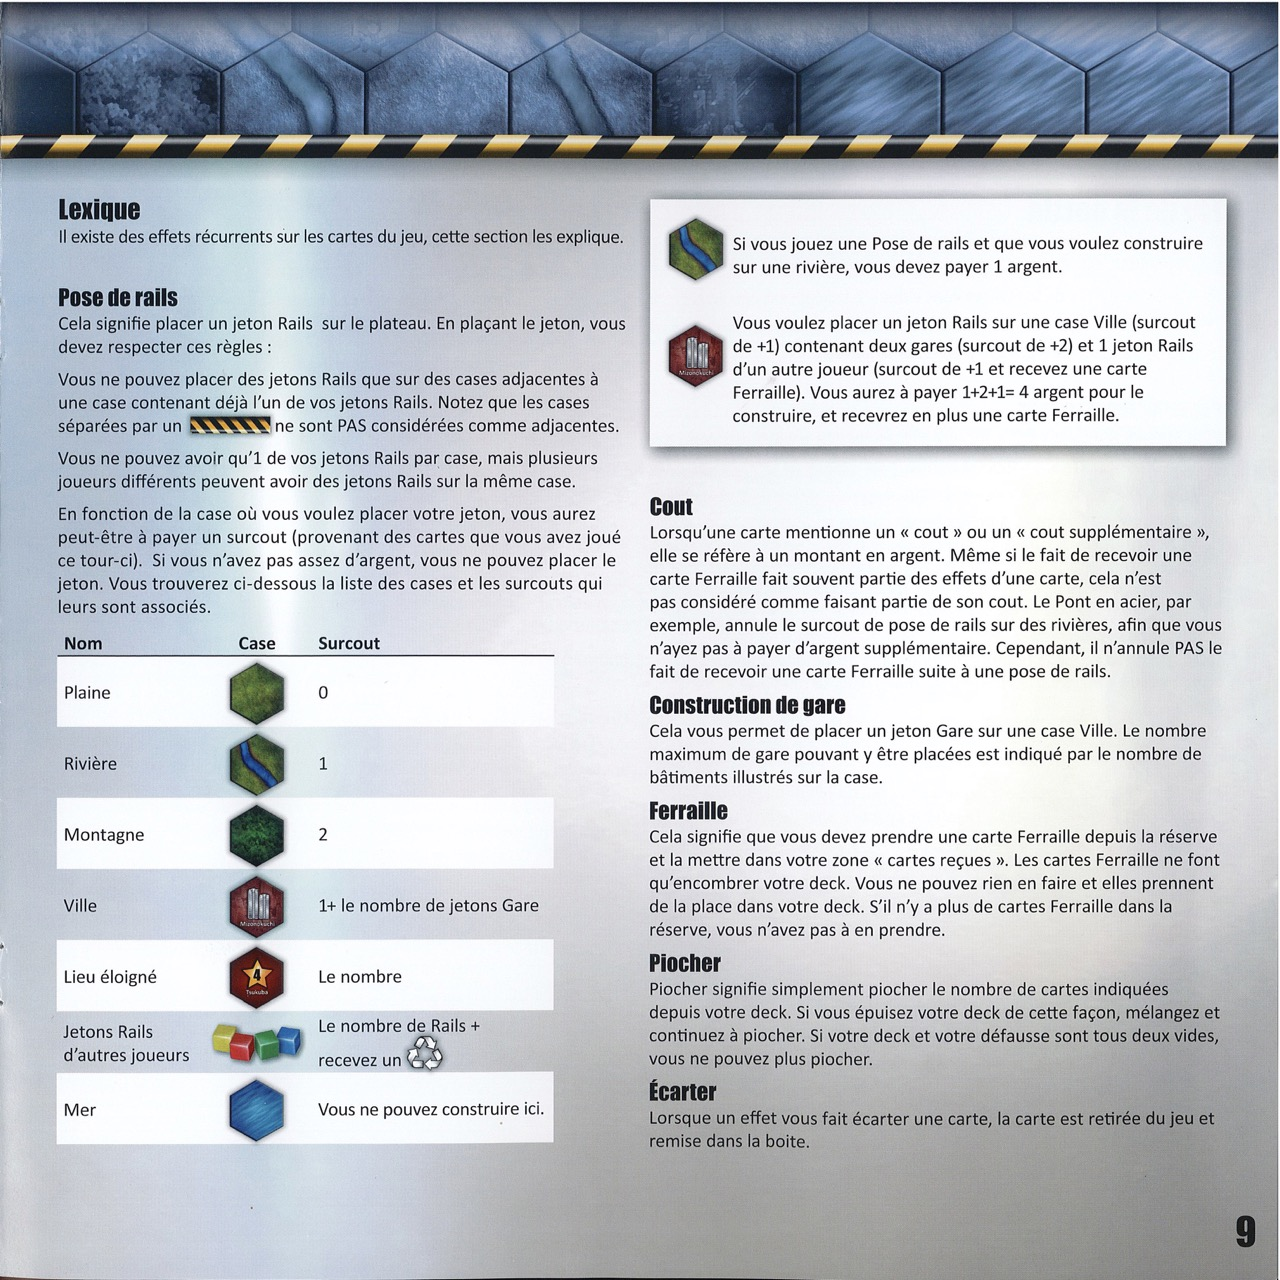 Lexique
Il existe des effets récurrents sur les cartes du jeu, cette section les explique.
Pose de rails
Cela signifie placer un jeton Rails sur le plateau. En plaçant le jeton, vous
devez respecter ces règles :
Vous ne pouvez placer des jetons Rails que sur des cases adjacentes à
une case contenant déjà l'un de vos jetons Rails. Notez que les cases
séparées par un ne sont PAS considérées comme adjacentes.
Vous ne pouvez avoir qu'1 de vos jetons Rails par case, mais plusieurs
joueurs différents peuvent avoir des jetons Rails sur la même case.
En fonction de la case où vous voulez placer votre jeton, vous aurez
peut-être à payer un surcout (provenant des cartes que vous avez joué
ce tour-ci). Si vous n'avez pas assez d'argent, vous ne pouvez placer le
jeton. Vous trouverez ci-dessous la liste des cases et les surcouts qui
leurs sont associés.
Nom Case Surcout
Plaine 0
Rivière 1
Montagne 2
Ville Mizonokuchi 1+ le nombre de jetons Gare
Lieu éloigné 4 Tsukuba Le nombre
Jetons Rails
d'autres joueurs
Le nombre de Rails +
recevez un
Mer Vous ne pouvez construire ici.
Si vous jouez une Pose de rails et que vous voulez construire
sur une rivière, vous devez payer 1 argent.
Mizonokuchi
Vous voulez placer un jeton Rails sur une case Ville (surcout
de +1) contenant deux gares (surcout de +2) et 1 jeton Rails
d'un autre joueur (surcout de +1 et recevez une carte
Ferraille). Vous aurez à payer 1+2+1= 4 argent pour le
construire, et recevrez en plus une carte Ferraille.
Cout
Lorsqu'une carte mentionne un « cout » ou un « cout supplémentaire »,
elle se réfère à un montant en argent. Même si le fait de recevoir une
carte Ferraille fait souvent partie des effets d'une carte, cela n'est
pas considéré comme faisant partie de son cout. Le Pont en acier, par
exemple, annule le surcout de pose de rails sur des rivières, afin que vous
n'ayez pas à payer d'argent supplémentaire. Cependant, il n'annule PAS le
fait de recevoir une carte Ferraille suite à une pose de rails.
Construction de gare
Cela vous permet de placer un jeton Gare sur une case Ville. Le nombre
maximum de gare pouvant y être placées est indiqué par le nombre de
bâtiments illustrés sur la case.
Ferraille
Cela signifie que vous devez prendre une carte Ferraille depuis la réserve
et la mettre dans votre zone « cartes reçues ». Les cartes Ferraille ne font
qu'encombrer votre deck. Vous ne pouvez rien en faire et elles prennent
de la place dans votre deck. S'il n'y a plus de cartes Ferraille dans la
réserve, vous n'avez pas à en prendre.
Piocher
Piocher signifie simplement piocher le nombre de cartes indiquées
depuis votre deck. Si vous épuisez votre deck de cette façon, mélangez et
continuez à piocher. Si votre deck et votre défausse sont tous deux vides,
vous ne pouvez plus piocher.
Écarter
Lorsque un effet vous fait écarter une carte, la carte est retirée du jeu et
remise dans la boite.
9